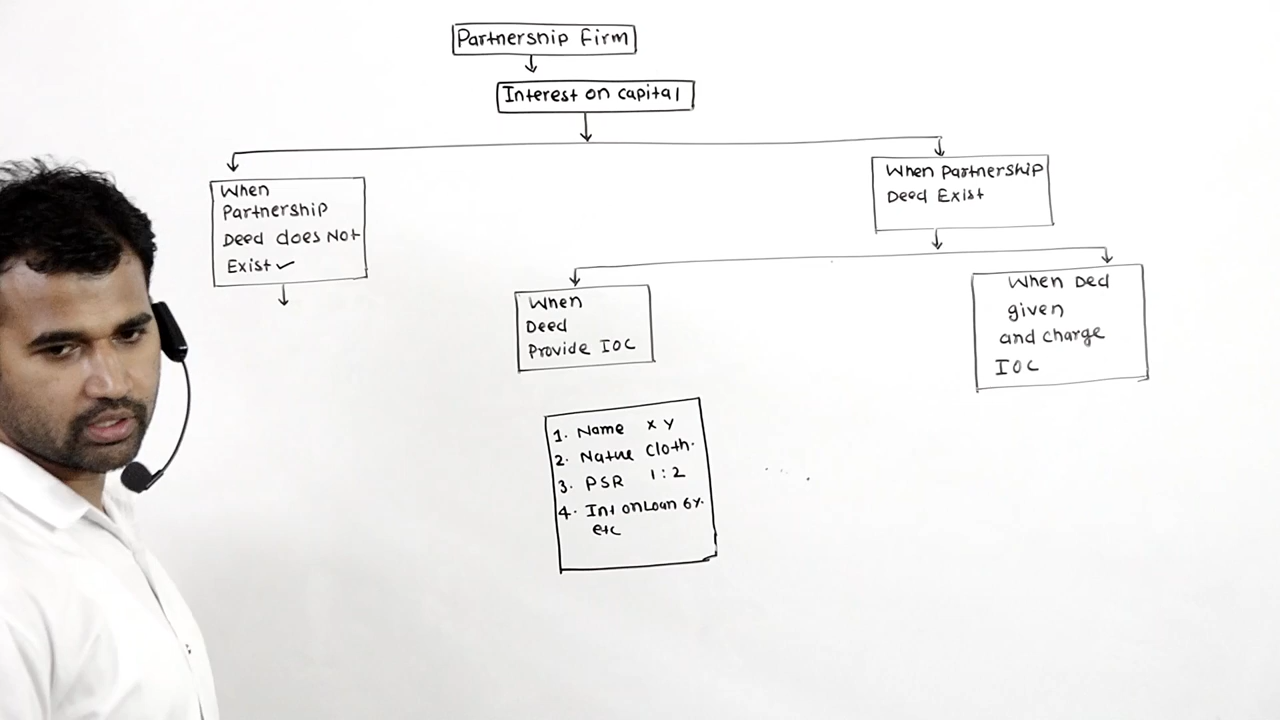 Partnership Firm
Interest on capital
When
Partnership
Deed does Not
Exist ✓
When Partnership
Deed Exist
When
Deed
Provide IOC
When Ded
given
and charge
IOC
1. Name X Y
2. Natue Cloth.
3. PSR 1:2
4. Int on Loan 6%.
etc